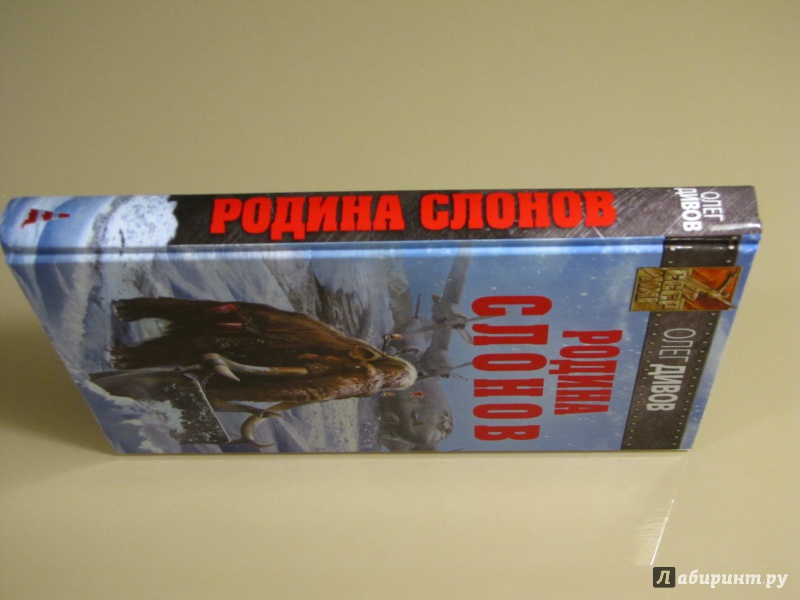 РОДИНА СЛОНОВ
ОЛЕГ
ДИВОВ
ОЛЕГ ДИВОВ
РОДИНА
СЛОНОВ
Лабиринт.ру